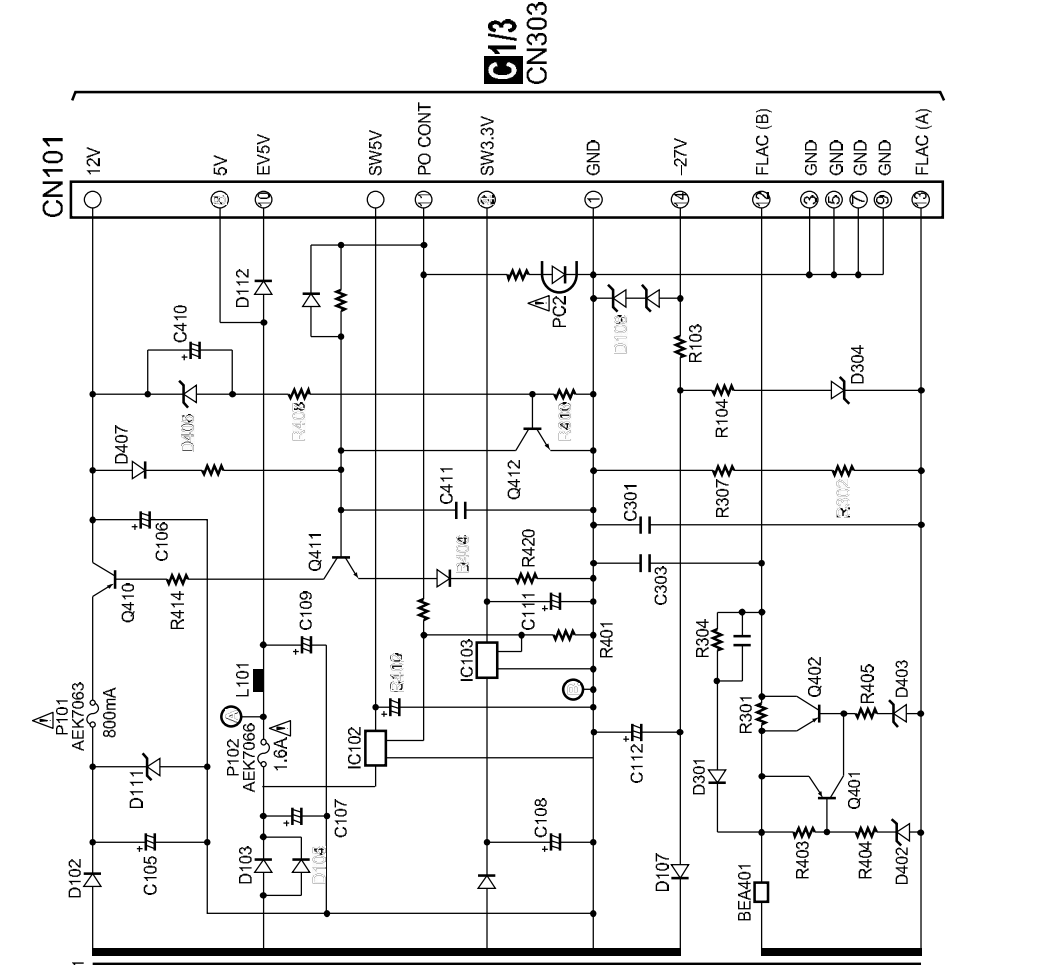 C 1/3
CN303
CN101
12V
5V
EV5V
SW5V
PO CONT
SW3.3V
GND
–27V
FLAC (B)
GND
GND
GND
GND
FLAC (A)
10
11
1
14
12
3
5
7
9
13
D112
C410
PC2
R103
D304
R104
D407
Q412
C411
C301
R307
C106
Q411
R420
C303
Q410
R414
C109
C111
R401
R304
IC103
Q402
R405
D403
P101
AEK7063
800mA
L101
A
P102
AEK7066
1.6A
IC102
R301
D111
C112
D301
Q401
C107
C108
C105
D102
D103
D107
R403
R404
D402
BEA401
1